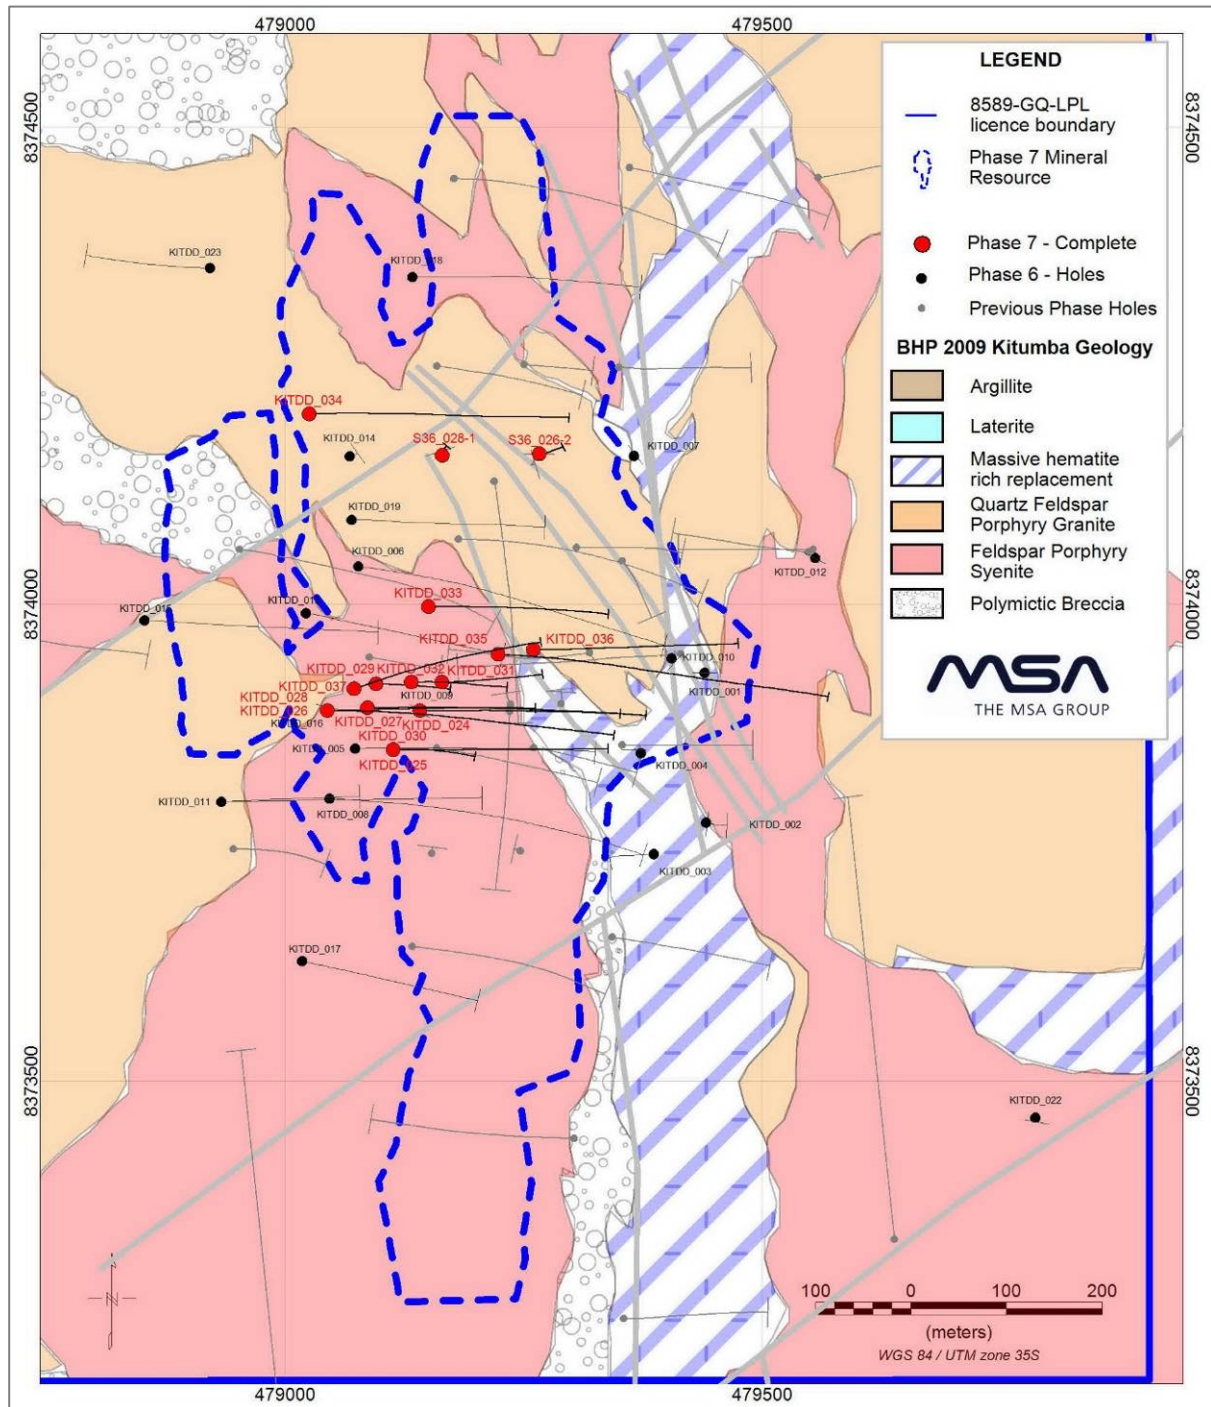 479000
479500
8374500
8374500
LEGEND
8589-GQ-LPL
licence boundary
Phase 7 Mineral
Resource
Phase 7 - Complete
Phase 6 - Holes
Previous Phase Holes
BHP 2009 Kitumba Geology
Argillite
Laterite
Massive hematite
rich replacement
Quartz Feldspar
Porphyry Granite
Feldspar Porphyry
Syenite
Polymictic Breccia
MSA
THE MSA GROUP
KITDD_023
KITDD_018
KITDD_034
KITDD_014
S36_028-1
S36_026-2
KITDD_007
KITDD_019
KITDD_006
KITDD_012
8374000
8374000
KITDD_033
KITDD_035
KITDD_036
KITDD_010
KITDD_029
KITDD_032
KITDD_031
KITDD_037
KITDD_009
KITDD_001
KITDD_028
KITDD_026
KITDD_016
KITDD_027
KITDD_024
KITDD_030
KITDD_005
KITDD_025
KITDD_004
KITDD_011
KITDD_008
KITDD_002
KITDD_003
KITDD_017
8373500
8373500
KITDD_022
N
100 0 100 200
(meters)
WGS 84 / UTM zone 35S
479000
479500